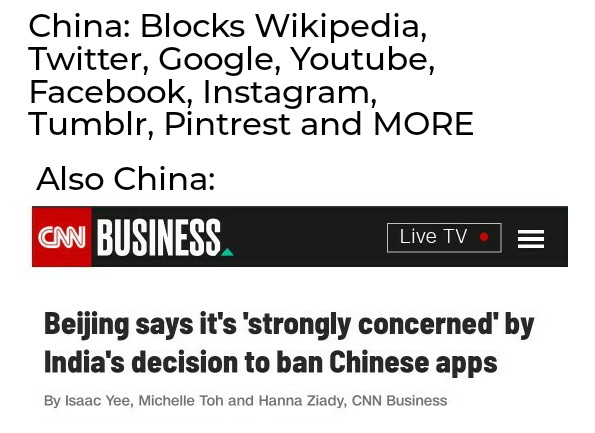 China: Blocks Wikipedia,
Twitter, Google, Youtube,
Facebook, Instagram,
Tumblr, Pintrest and MORE
Also China:
CNN BUSINESS Live TV
Beijing says it's 'strongly concerned' by
India's decision to ban Chinese apps
By Isaac Yee, Michelle Toh and Hanna Ziady, CNN Business